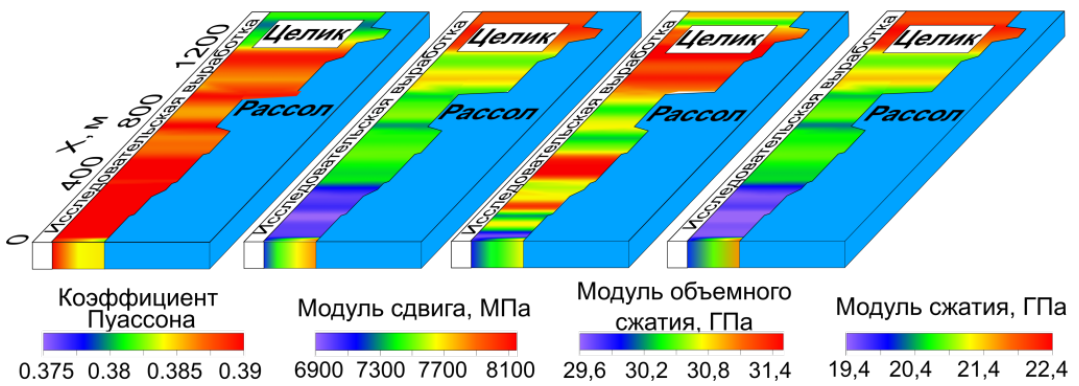 Исследовательская выработка
Целик
Рассол
Исследовательская выработка
Целик
Рассол
Исследовательская выработка
Целик
Рассол
Исследовательская выработка
Целик
Рассол
1200
800
X, м
400
0
Коэффициент
Пуассона
0.375 0.38 0.385 0.39
Модуль сдвига, МПа
6900 7300 7700 8100
Модуль объемного
сжатия, ГПа
29,6 30,2 30,8 31,4
Модуль сжатия, ГПа
19,4 20,4 21,4 22,4